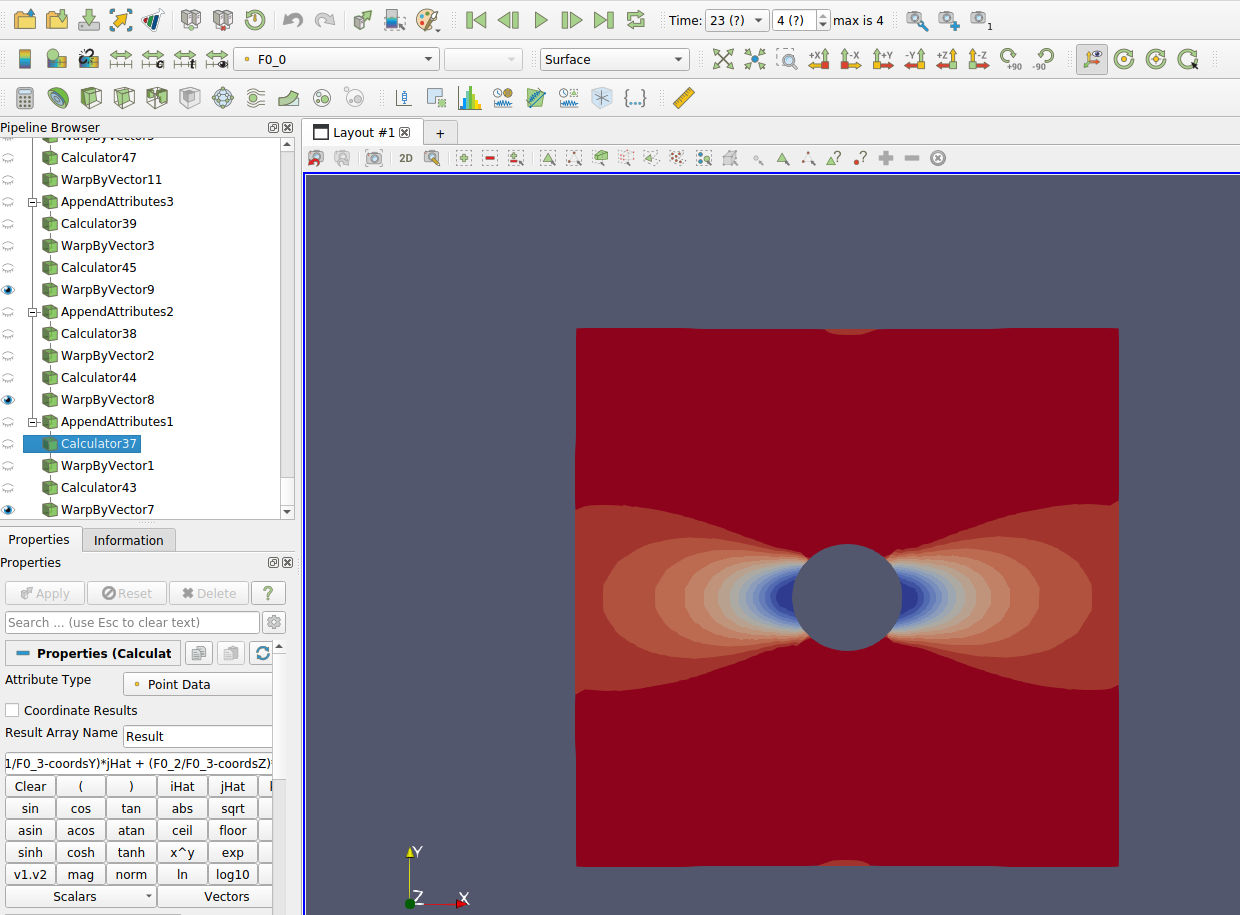 Time: 23 (?) 4 (?) max is 4
1
F0_0 Surface
+X -X +Y -Y +Z -Z +90 -90
Pipeline Browser
Layout #1 +
2D
Calculator47
WarpByVector11
AppendAttributes3
Calculator39
WarpByVector3
Calculator45
WarpByVector9
AppendAttributes2
Calculator38
WarpByVector2
Calculator44
WarpByVector8
AppendAttributes1
Calculator37
WarpByVector1
Calculator43
WarpByVector7
Properties Information
Properties
Apply Reset Delete ?
Search ... (use Esc to clear text)
Properties (Calculat
Attribute Type Point Data
Coordinate Results
Result Array Name Result
1/F0_3-coordsY)*jHat + (F0_2/F0_3-coordsZ)
Clear ( ) iHat jHat
sin cos tan abs sqrt
asin acos atan ceil floor
sinh cosh tanh x^y exp
v1.v2 mag norm ln log10
Scalars Vectors
Y
Z X